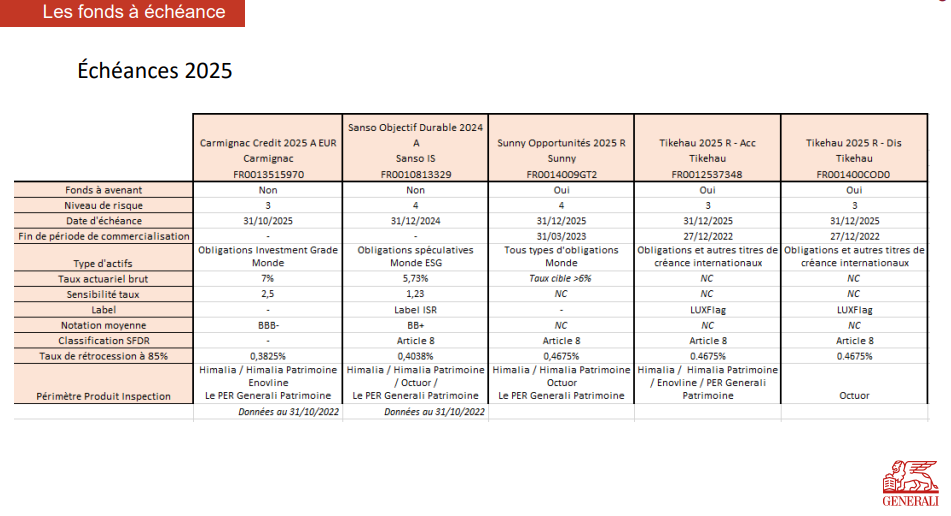 Les fonds à échéance
Échéances 2025
Carmignac Credit 2025 A EUR
Carmignac
FR0013515970
Sanso Objectif Durable 2024
A
Sanso IS
FR0010813329
Sunny Opportunités 2025 R
Sunny
FR0014009GT2
Tikehau 2025 R - Acc
Tikehau
FR0012537348
Tikehau 2025 R - Dis
Tikehau
FR001400COD0
Fonds à avenant Non Non Oui Oui Oui
Niveau de risque 3 4 4 3 3
Date d'échéance 31/10/2025 31/12/2024 31/12/2025 31/12/2025 31/12/2025
Fin de période de commercialisation - - 31/03/2023 27/12/2022 27/12/2022
Type d'actifs
Obligations Investment Grade
Monde
Obligations spéculatives
Monde ESG
Tous types d'obligations
Monde
Obligations et autres titres de
créance internationaux
Obligations et autres titres de
créance internationaux
Taux actuariel brut 7% 5,73% Taux cible >6% NC NC
Sensibilité taux 2,5 1,23 NC NC NC
Label - Label ISR - LUXFlag LUXFlag
Notation moyenne BBB- BB+ NC NC NC
Classification SFDR - Article 8 Article 8 Article 8 Article 8
Taux de rétrocession à 85% 0,3825% 0,4038% 0,4675% 0.4675% 0.4675%
Périmètre Produit Inspection
Himalia / Himalia Patrimoine
Enovline
Le PER Generali Patrimoine
Himalia / Himalia Patrimoine
/ Octuor /
Le PER Generali Patrimoine
Himalia / Himalia Patrimoine
Octuor
Le PER Generali Patrimoine
Himalia / Himalia Patrimoine
/ Enovline / PER Generali
Patrimoine
Octuor
Données au 31/10/2022 Données au 31/10/2022
GENERALI